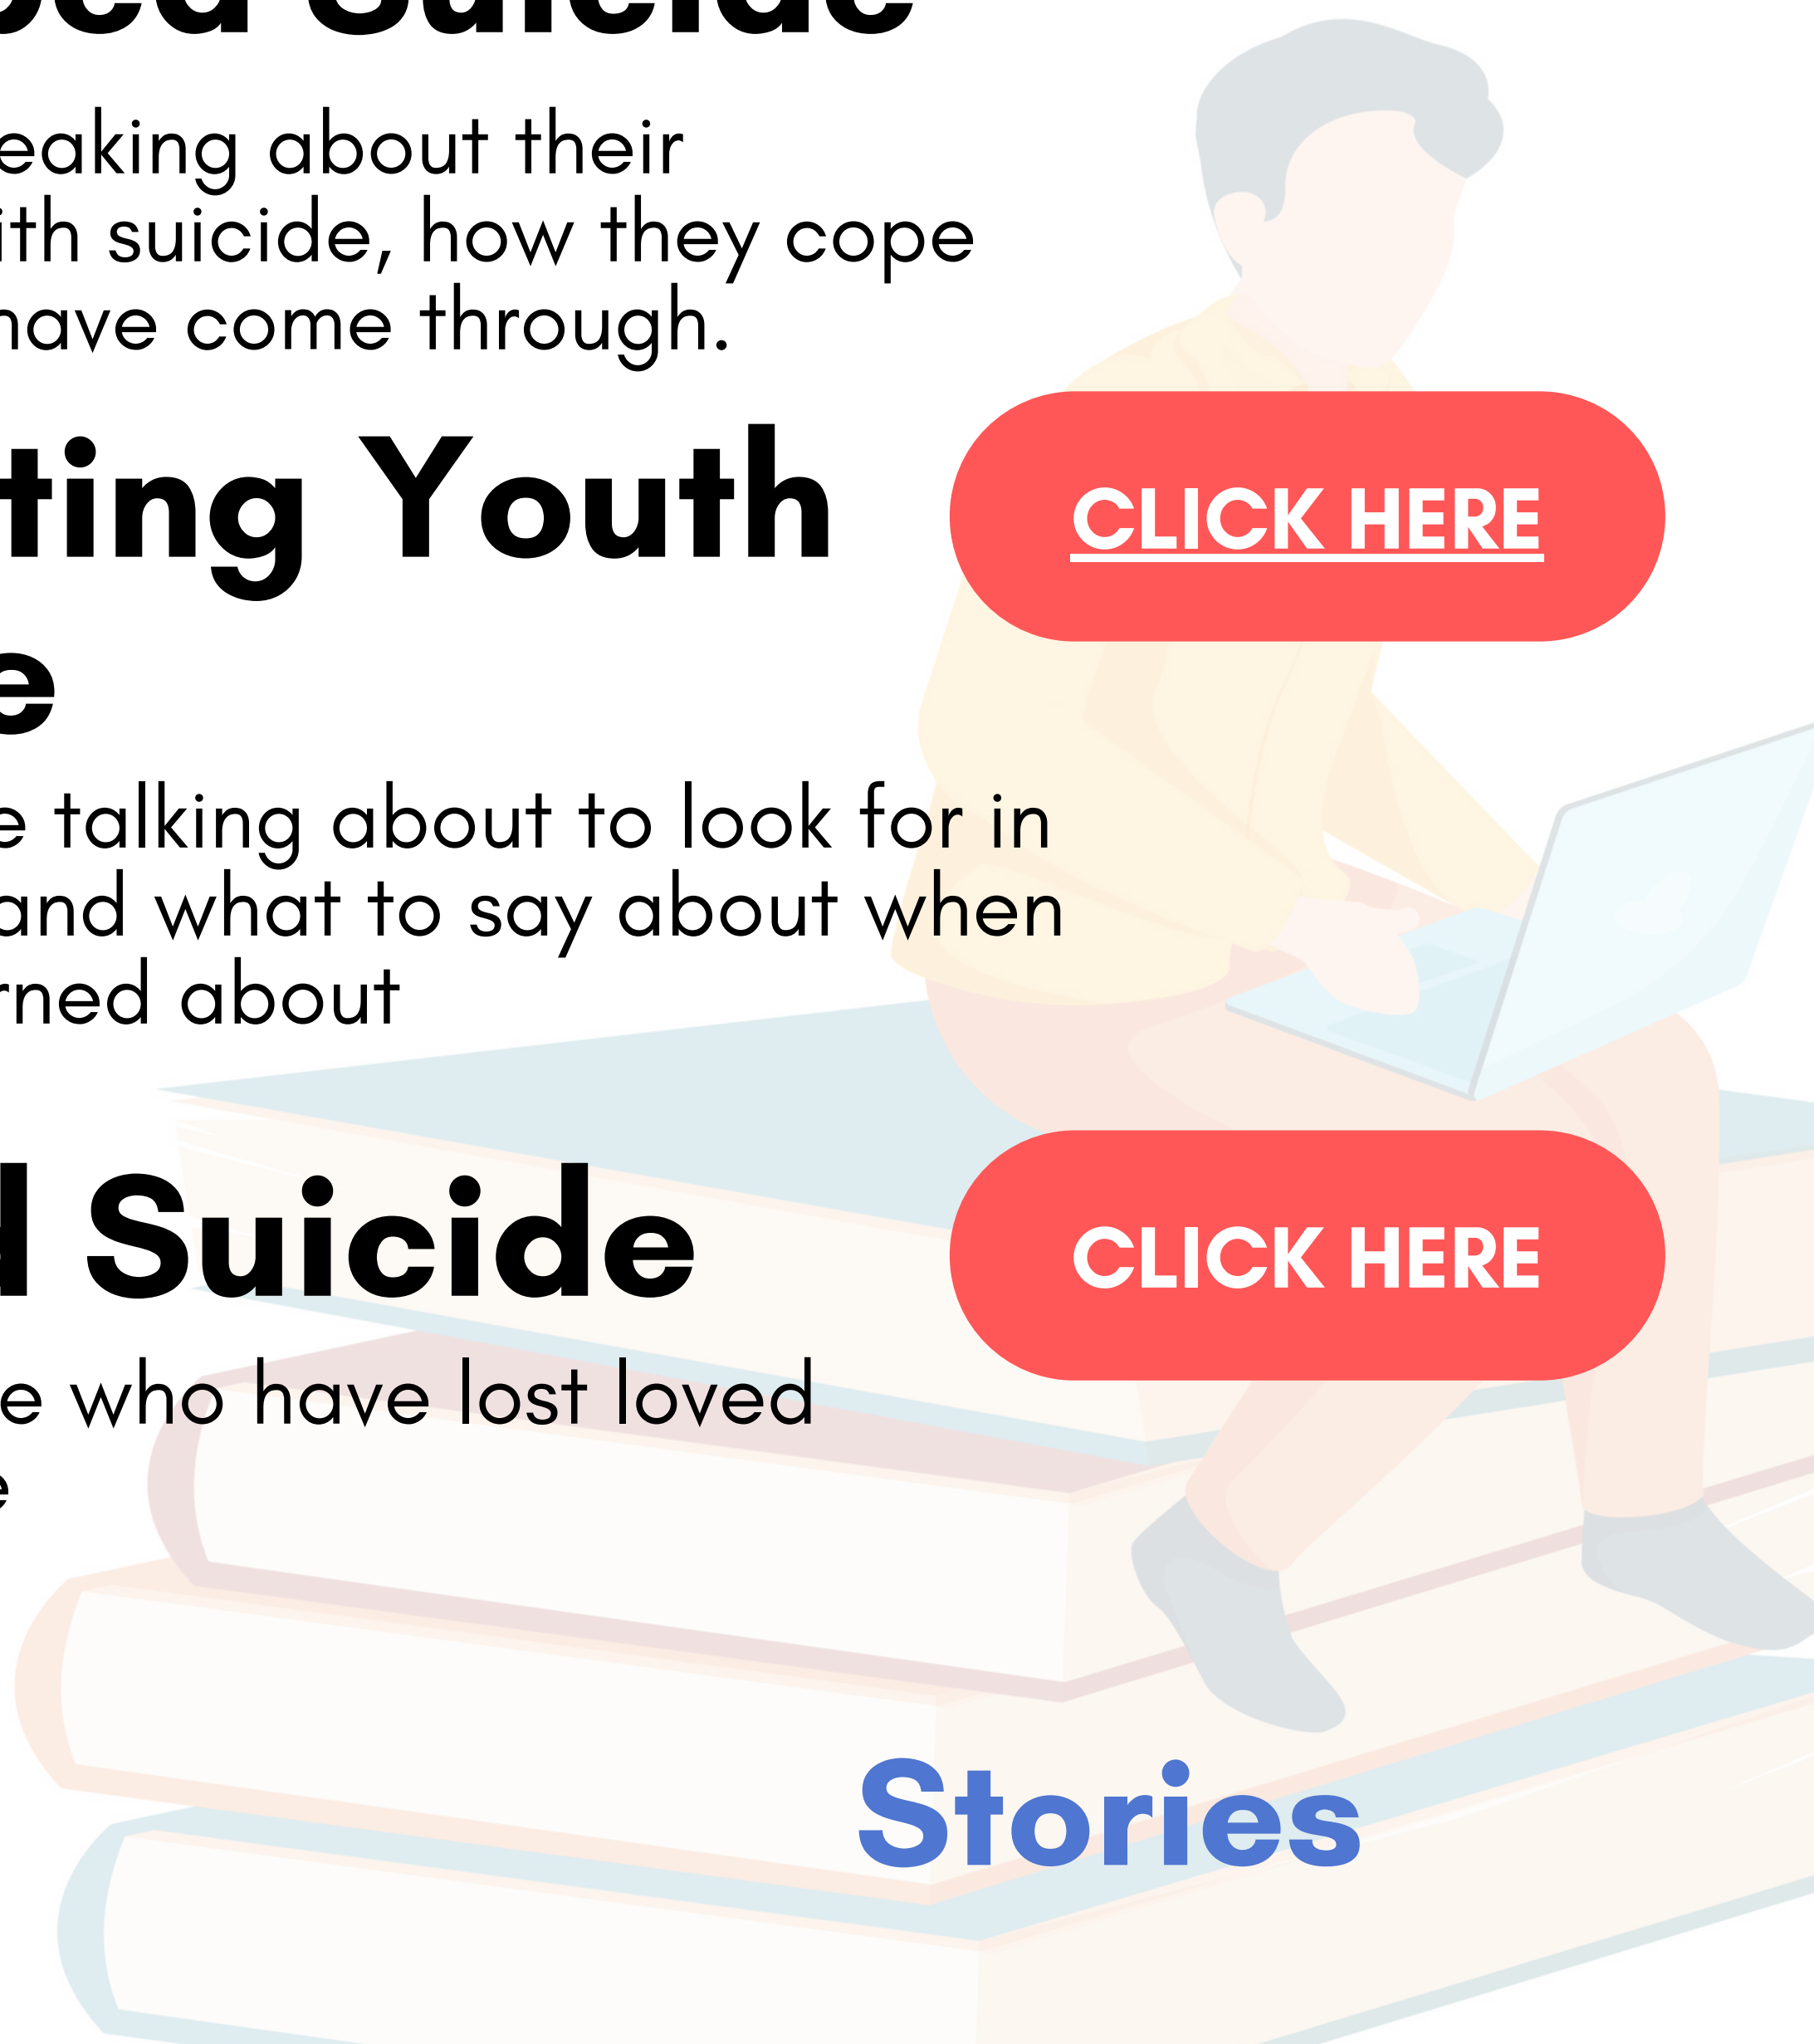 Suicide
eaking about their
ith suicide, how they cope
have come through.
ting Youth
CLICK HERE
e
e talking about to look for in
and what to say about when
rned about
d Suicide
CLICK HERE
e who have lost loved
e
Stories